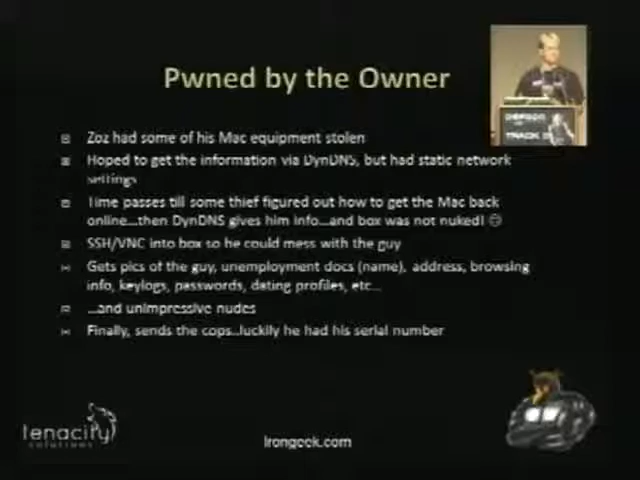 Pwned by the Owner
DEFCON
TRACK
Zoz had some of his Mac equipment stolen
Hoped to get the information via DynDNS, but had static network
settings
Time passes till some thief figured out how to get the Mac back
online...then DynDNS gives him info...and box was not nuked! ☺
SSH/VNC into box so he could mess with the guy
Gets pics of the guy, unemployment docs (name), address, browsing
info, keylogs, passwords, dating profiles, etc...
...and unimpressive nudes
Finally, sends the cops..luckily he had his serial number
tenacity
solutions
Irongeek.com